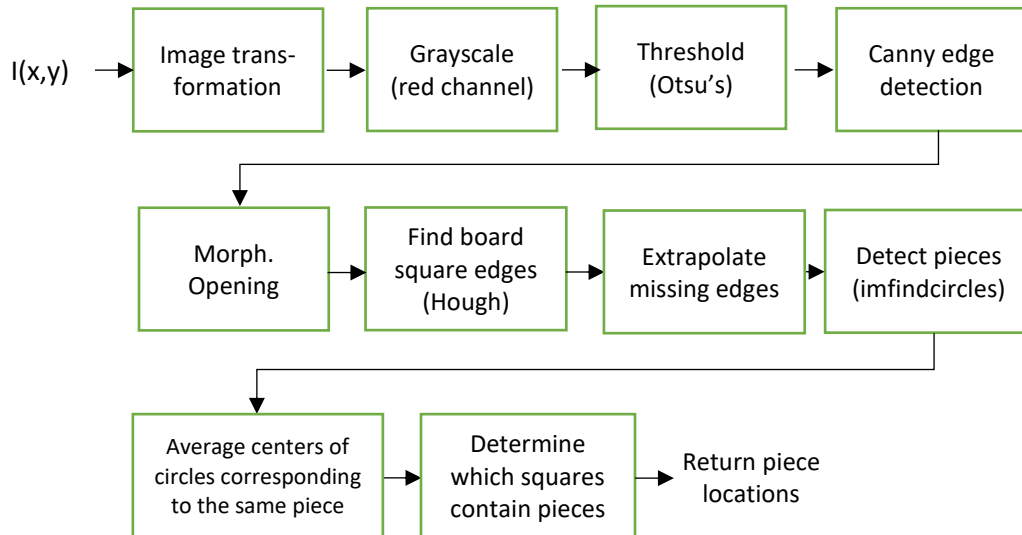 I(x,y)
Image trans-
formation
Grayscale
(red channel)
Threshold
(Otsu's)
Canny edge
detection
Morph.
Opening
Find board
square edges
(Hough)
Extrapolate
missing edges
Detect pieces
(imfindcircles)
Average centers of
circles corresponding
to the same piece
Determine
which squares
contain pieces
Return piece
locations